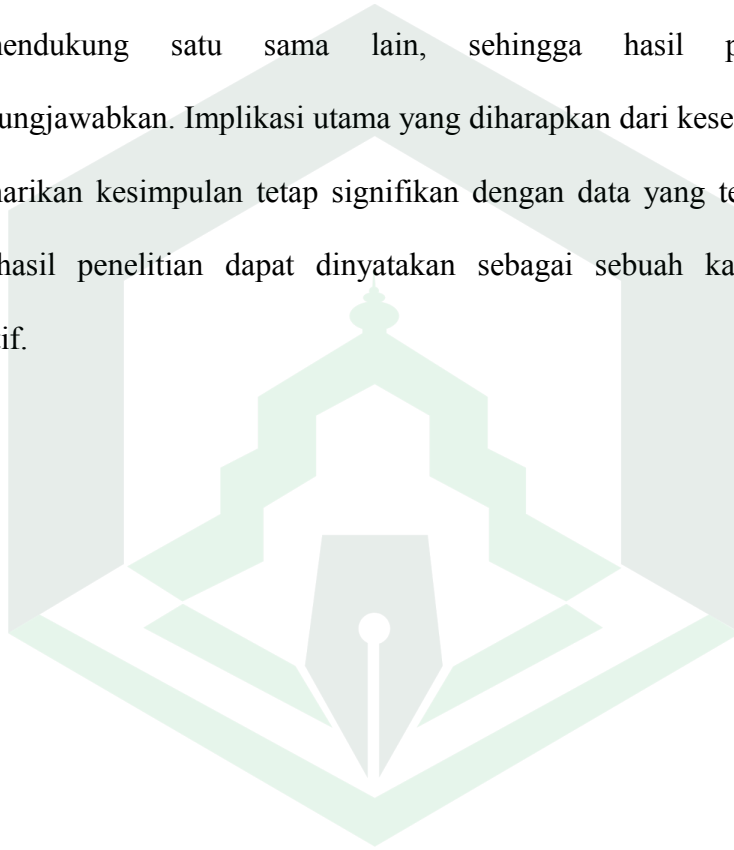 mendukung satu sama lain, sehingga hasil p
ungjawabkan. Implikasi utama yang diharapkan dari kese
narikan kesimpulan tetap signifikan dengan data yang te
hasil penelitian dapat dinyatakan sebagai sebuah ka
if.